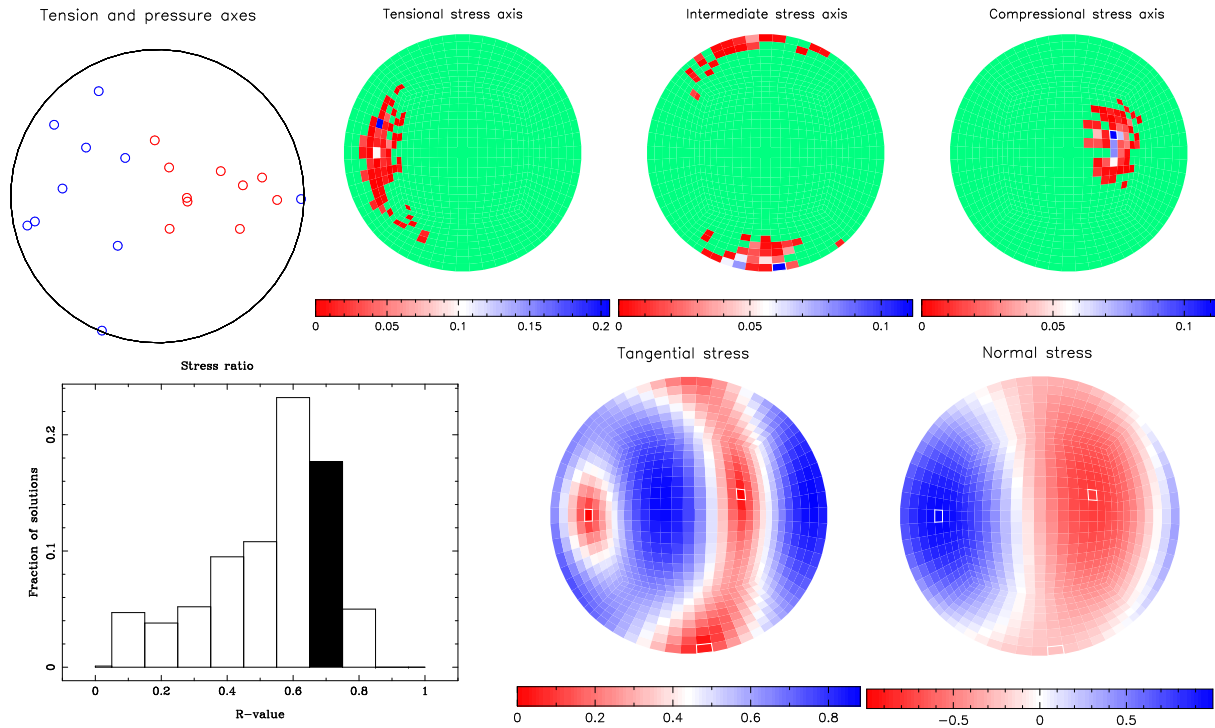 Tension and pressure axes
Tensional stress axis
Intermediate stress axis
Compressional stress axis
0 0.05 0.1 0.15 0.2
0 0.05 0.1
0 0.05 0.1
Stress ratio
Fraction of solutions
0 0.1 0.2
0 0.2 0.4 0.6 0.8 1
R-value
Tangential stress
0 0.2 0.4 0.6 0.8
Normal stress
−0.5 0 0.5